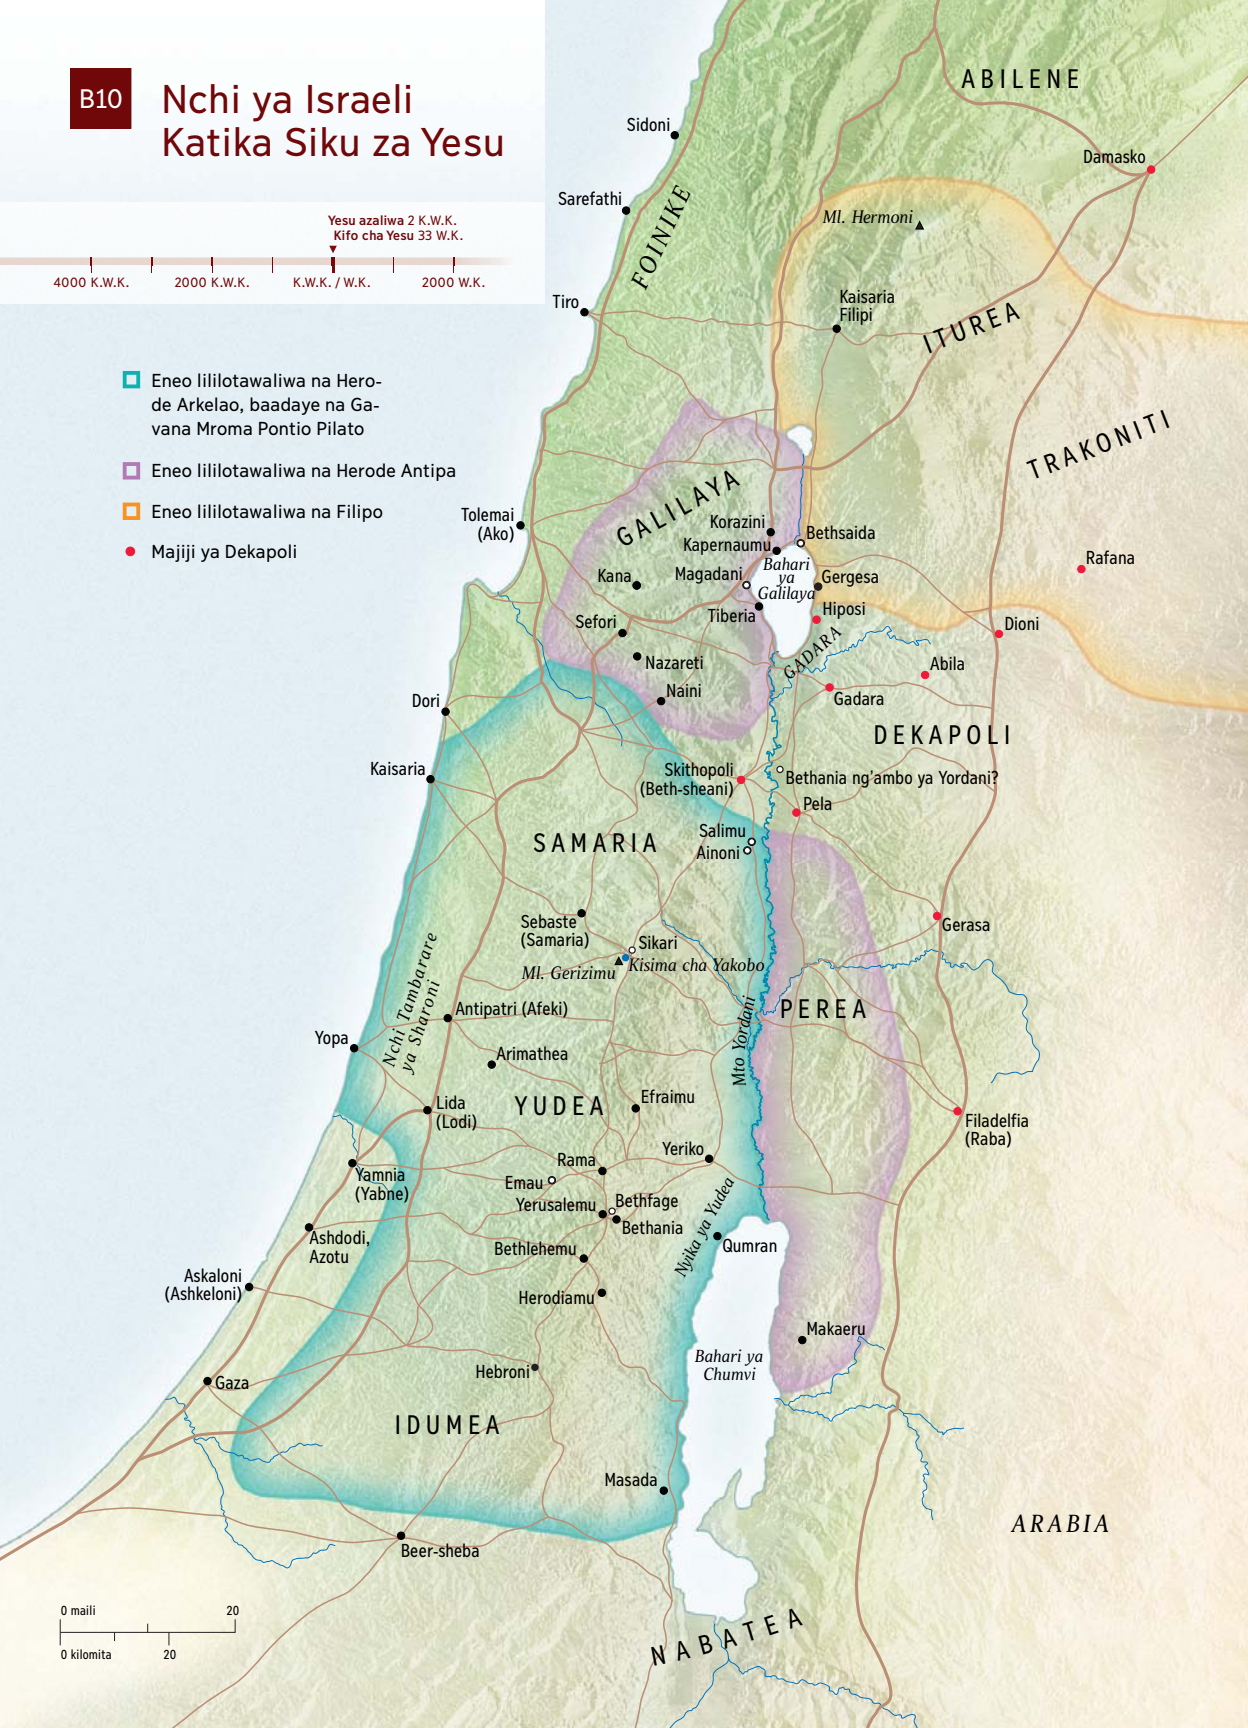 B10
Nchi ya Israeli
Katika Siku za Yesu
Yesu azaliwa 2 K.W.K.
Kifo cha Yesu 33 W.K.
4000 K.W.K.
2000 K.W.K.
K.W.K. / W.K.
2000 W.K.
Eneo lililotawaliwa na Hero-
de Arkelao, baadaye na Ga-
vana Mroma Pontio Pilato
Eneo lililotawaliwa na Herode Antipa
Eneo lililotawaliwa na Filipo
Majiji ya Dekapoli
ABILENE
Sidoni
Damasko
Sarefathi
FOINIKE
Ml. Hermoni
Tiro
Kaisaria
Filipi
ITUREA
TRAKONITI
GALILAYA
Tolemai
(Ako)
Korazini
Kapernaumu
Bethsaida
Rafana
Kana
Magadani
Bahari
ya
Galilaya
Gergesa
Tiberia
Hiposi
Sefori
Dioni
GADARA
Nazareti
Abila
Naini
Gadara
Dori
DEKAPOLI
Kaisaria
Skithopoli
(Beth-sheani)
Bethania ng'ambo ya Yordani?
Pela
SAMARIA
Salimu
Ainoni
Sebaste
(Samaria)
Gerasa
Sikari
Ml. Gerizimu
Kisima cha Yakobo
Nchi Tambarare
ya Sharoni
Antipatri (Afeki)
PEREA
Mto Yordani
Yopa
Arimathea
Lida
(Lodi)
YUDEA
Efraimu
Filadelfia
(Raba)
Yeriko
Rama
Yamnia
(Yabne)
Emau
Yerusalemu
Bethfage
Bethania
Nyika ya Yudea
Ashdodi,
Azotu
Bethlehemu
Qumran
Askaloni
(Ashkeloni)
Herodiamu
Makaeru
Bahari ya
Chumvi
Hebroni
Gaza
IDUMEA
Masada
ARABIA
Beer-sheba
NABATEA
0 maili
20
0 kilomita
20